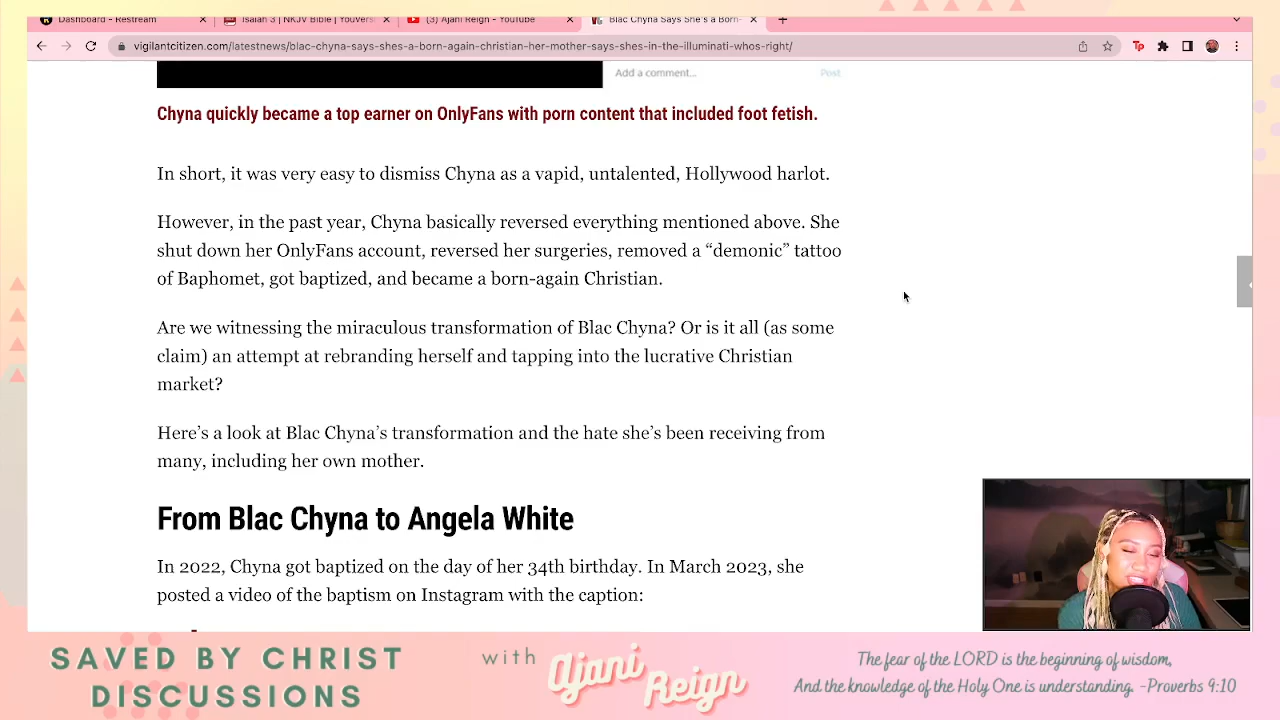 Dashboard - Restream
Isaiah 3 | NKJV Bible | YouVers
(3) Ajani Reign - YouTube
Blac Chyna Says She's a Born-
vigilantcitizen.com/latestnews/blac-chyna-says-shes-a-born-again-christian-her-mother-says-shes-in-the-illuminati-whos-right/
Add a comment...
Post
Chyna quickly became a top earner on OnlyFans with porn content that included foot fetish.
In short, it was very easy to dismiss Chyna as a vapid, untalented, Hollywood harlot.
However, in the past year, Chyna basically reversed everything mentioned above. She
shut down her OnlyFans account, reversed her surgeries, removed a “demonic” tattoo
of Baphomet, got baptized, and became a born-again Christian.
Are we witnessing the miraculous transformation of Blac Chyna? Or is it all (as some
claim) an attempt at rebranding herself and tapping into the lucrative Christian
market?
Here’s a look at Blac Chyna’s transformation and the hate she’s been receiving from
many, including her own mother.
From Blac Chyna to Angela White
In 2022, Chyna got baptized on the day of her 34th birthday. In March 2023, she
posted a video of the baptism on Instagram with the caption:
SAVED BY CHRIST
DISCUSSIONS
with
Ajani
Reign
The fear of the LORD is the beginning of wisdom,
And the knowledge of the Holy One is understanding. -Proverbs 9:10